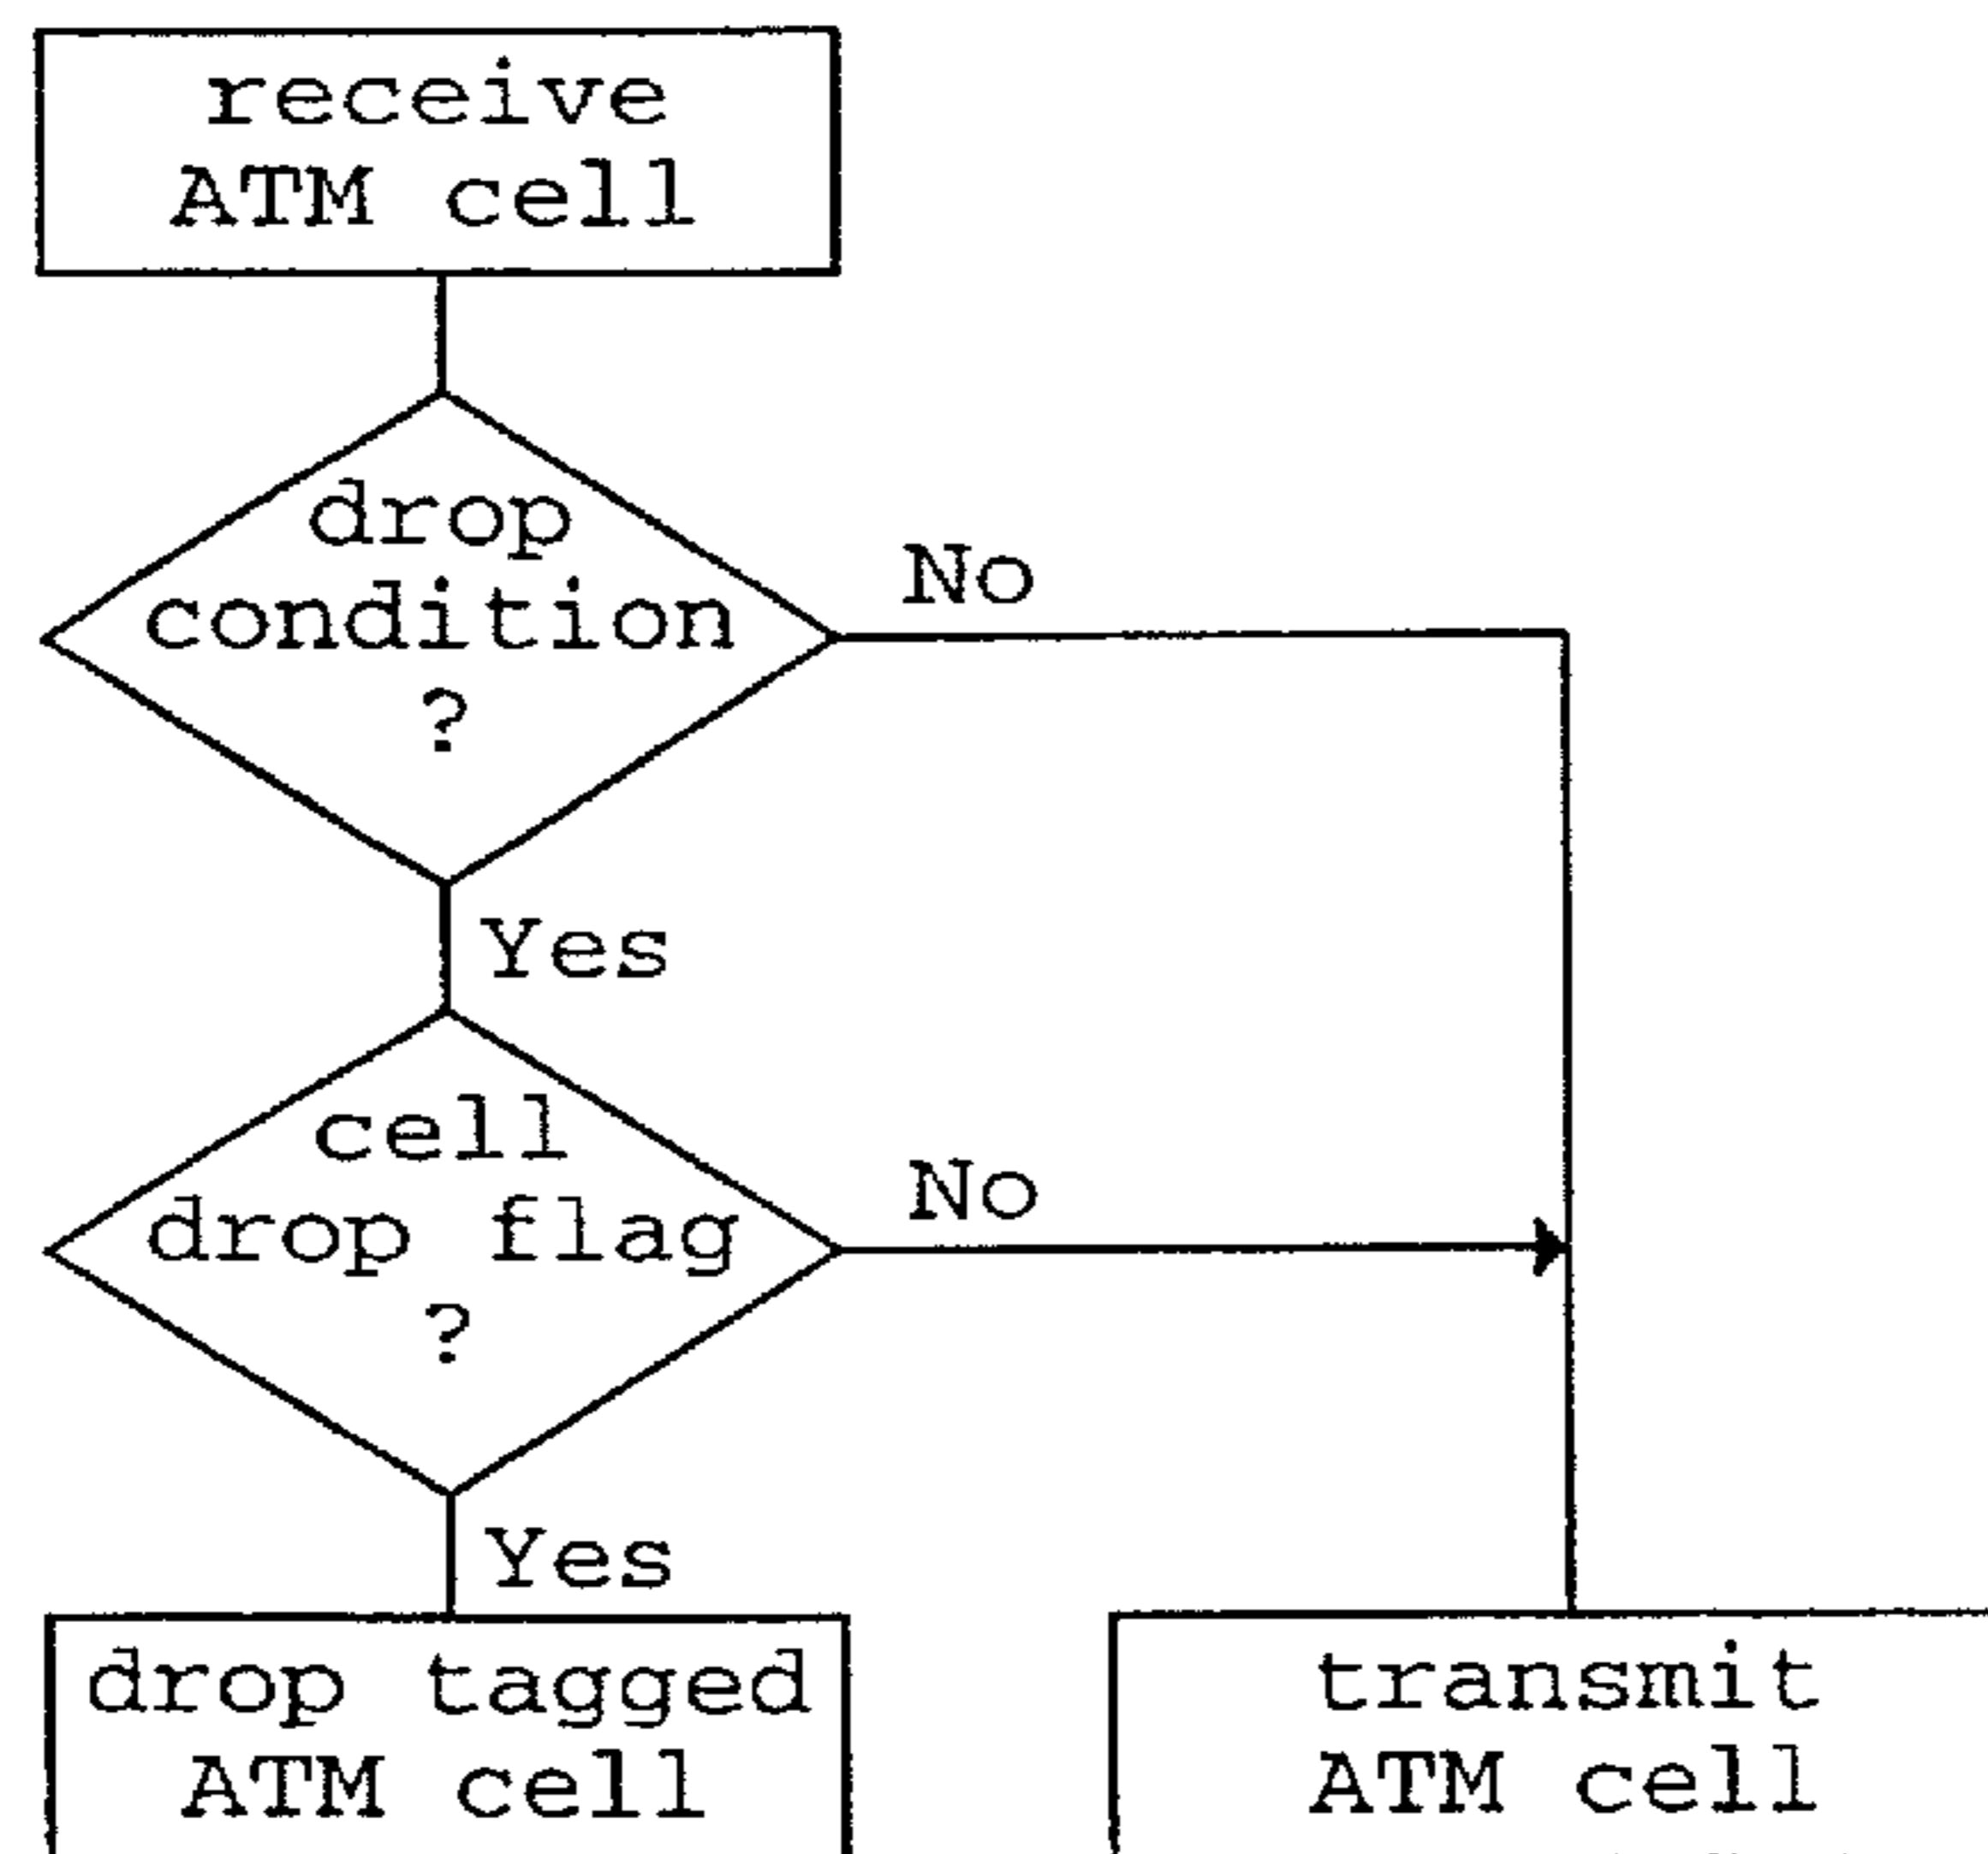 receive
ATM cell
drop
condition
?
No
Yes
cell
drop flag
?
No
Yes
drop tagged
ATM cell
transmit
ATM cell